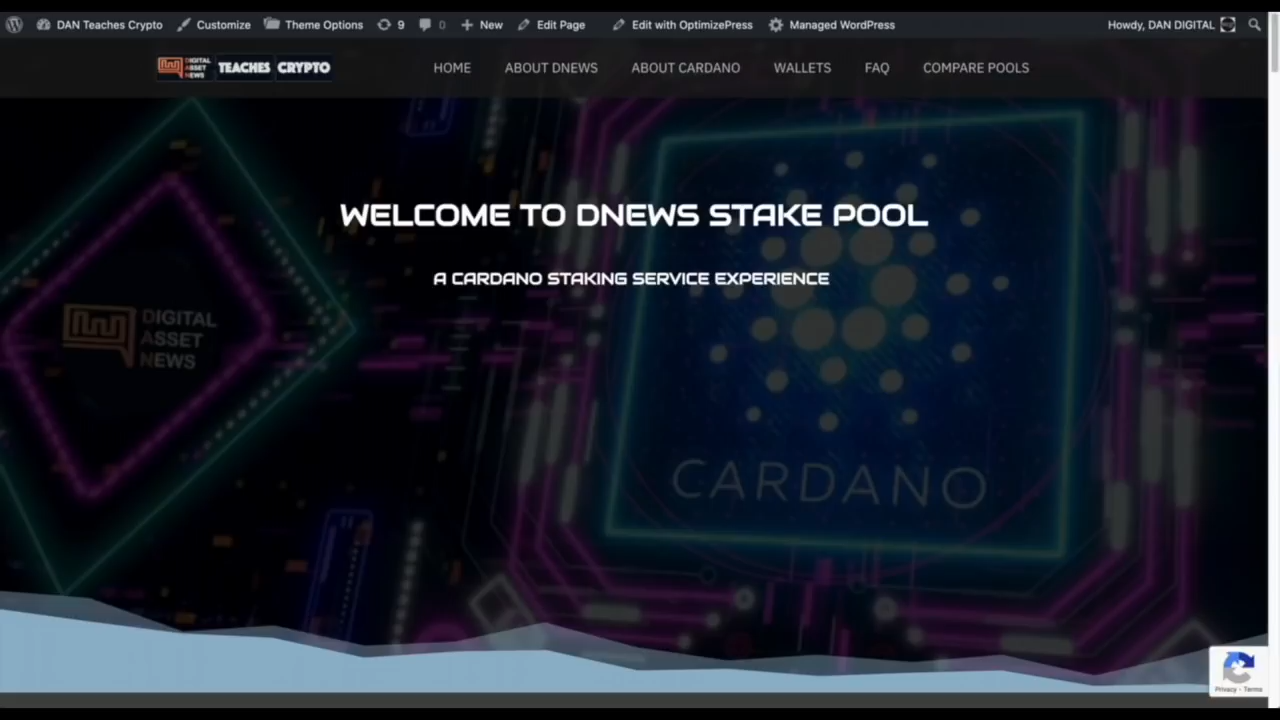 DAN Teaches Crypto Customize Theme Options 9 0 New Edit Page Edit with OptimizePress Managed WordPress Howdy, DAN DIGITAL
DIGITAL ASSET NEWS TEACHES CRYPTO HOME ABOUT DNEWS ABOUT CARDANO WALLETS FAQ COMPARE POOLS
WELCOME TO DNEWS STAKE POOL
A CARDANO STAKING SERVICE EXPERIENCE
DIGITAL
ASSET
NEWS
CARDANO
Privacy - Terms